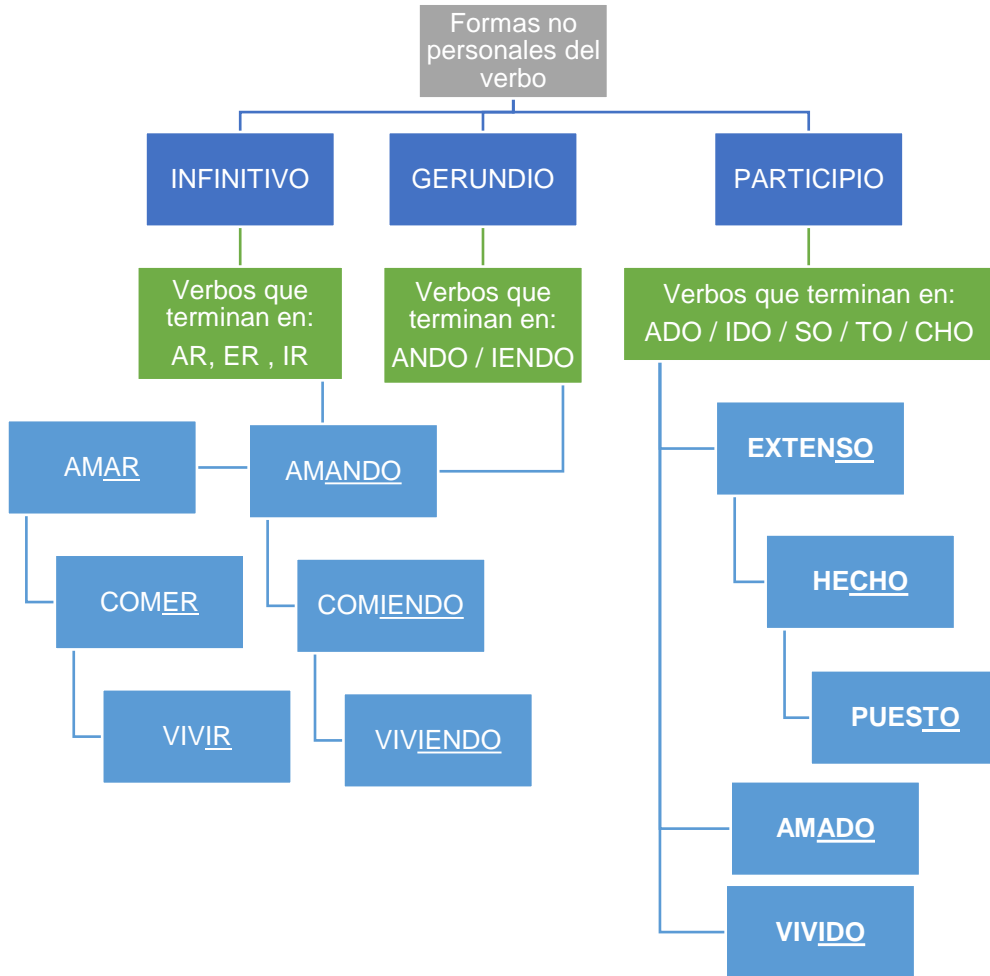 Formas no
personales del
verbo
INFINITIVO
GERUNDIO
PARTICIPIO
Verbos que
terminan en:
AR, ER , IR
Verbos que
terminan en:
ANDO / IENDO
Verbos que terminan en:
ADO / IDO / SO / TO / CHO
AMAR
COMER
VIVIR
AMANDO
COMIENDO
VIVIENDO
EXTENSO
HECHO
PUESTO
AMADO
VIVIDO